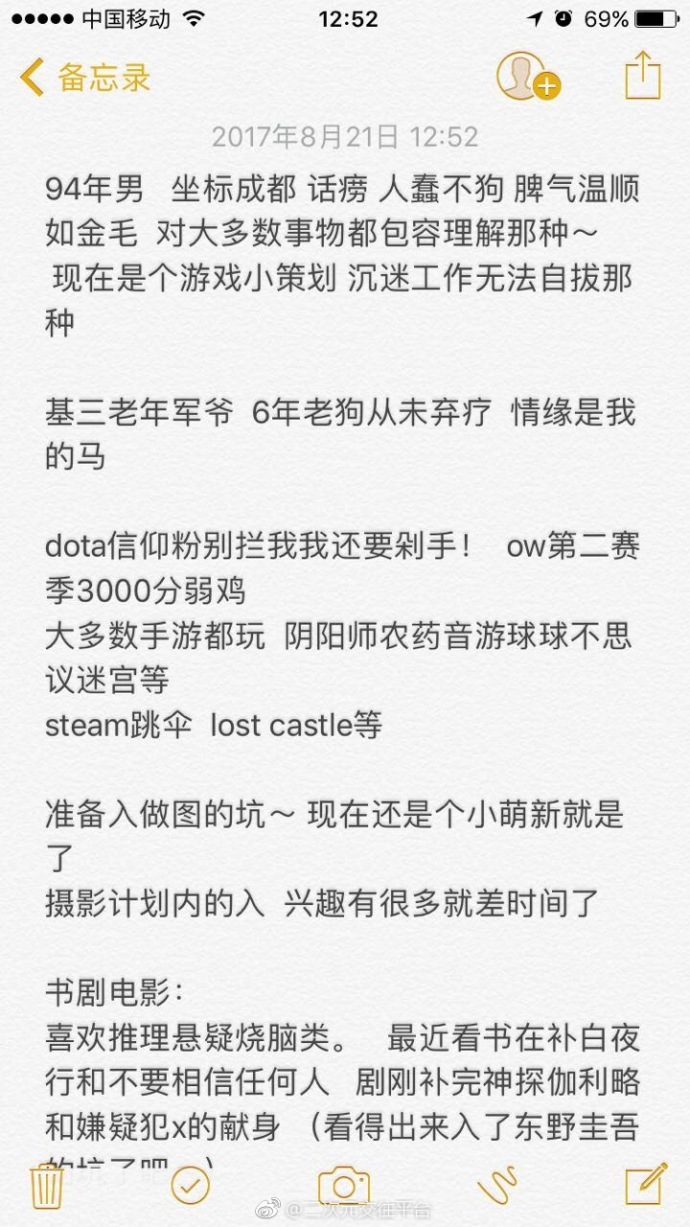 中国移动 12:52 69%
备忘录
2017年8月21日 12:52
94年男 坐标成都 话痨 人蠢不狗 脾气温顺
如金毛 对大多数事物都包容理解那种～
现在是个游戏小策划 沉迷工作无法自拔那
种
基三老年军爷 6年老狗从未弃疗 情缘是我
的马
dota信仰粉别拦我我还要剁手！ ow第二赛
季3000分弱鸡
大多数手游都玩 阴阳师农药音游球球不思
议迷宫等
steam跳伞 lost castle等
准备入做图的坑～ 现在还是个小萌新就是
了
摄影计划内的入 兴趣有很多就差时间了
书剧电影：
喜欢推理悬疑烧脑类。 最近看书在补白夜
行和不要相信任何人 剧刚补完神探伽利略
和嫌疑犯x的献身 （看得出来入了东野圭吾
的坑了吧
@二次元交往平台